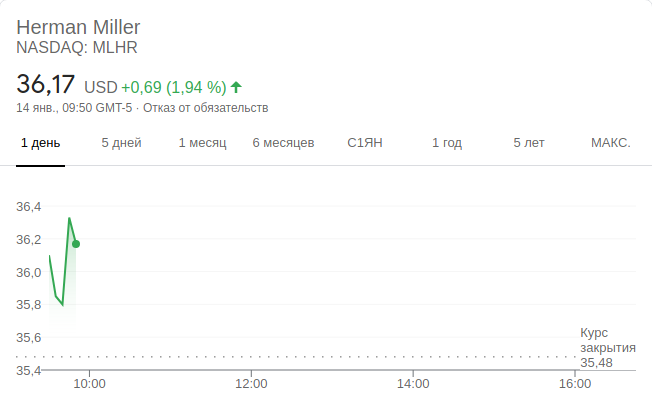 Herman Miller
NASDAQ: MLHR
36,17 USD +0,69 (1,94 %)
14 янв., 09:50 GMT-5 · Отказ от обязательств
1 день 5 дней 1 месяц 6 месяцев С1ЯН 1 год 5 лет МАКС.
36,4
36,2
36,0
35,8
35,6
Курс
закрытия
35,48
35,4
10:00 12:00 14:00 16:00